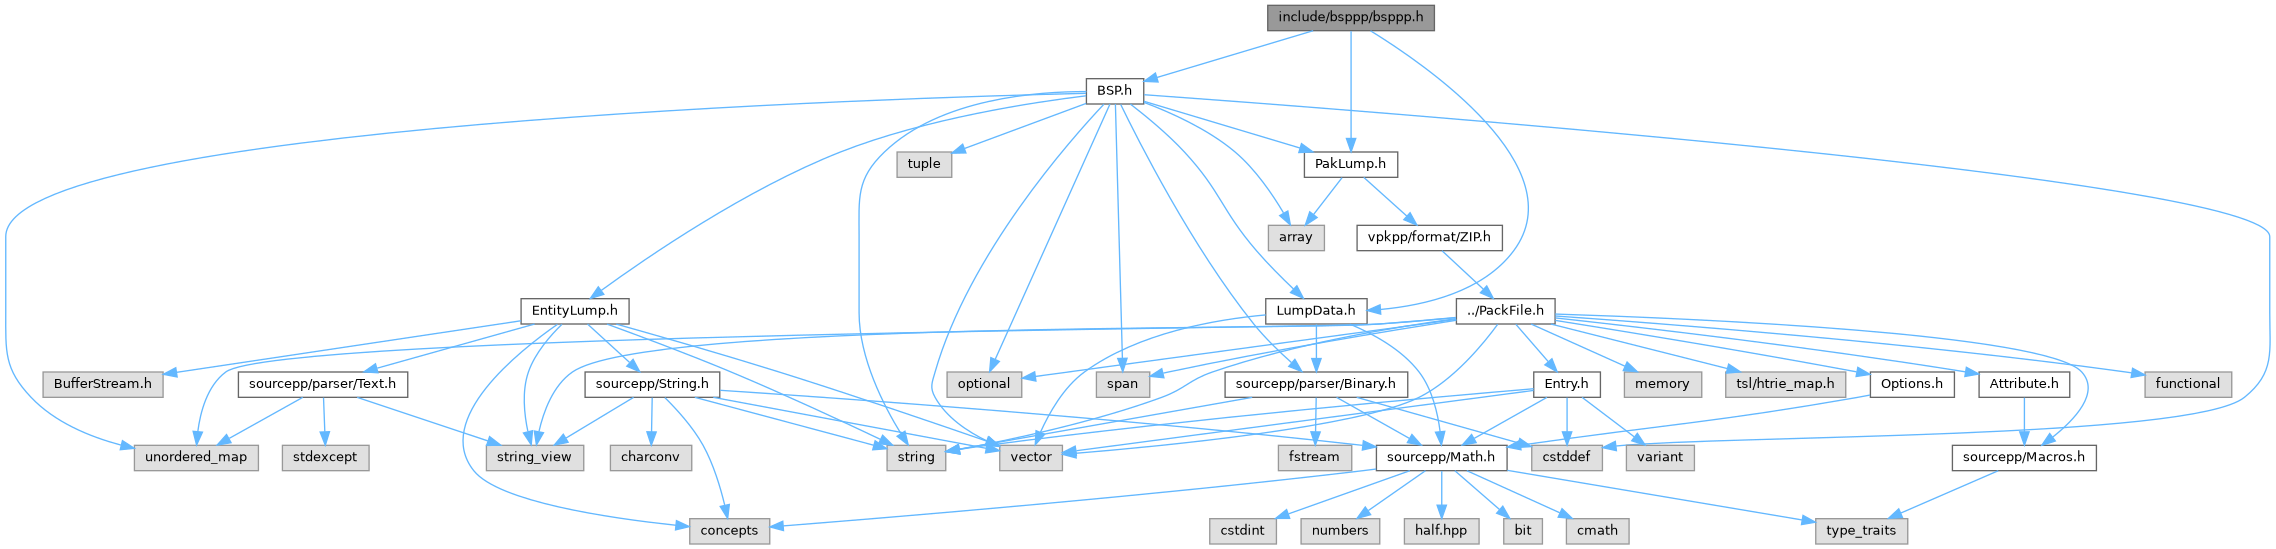 include/bsppp/bsppp.h
BSP.h
tuple
PakLump.h
array
vpkpp/format/ZIP.h
EntityLump.h
LumpData.h
../PackFile.h
BufferStream.h
sourcepp/parser/Text.h
sourcepp/String.h
optional
span
sourcepp/parser/Binary.h
Entry.h
memory
tsl/htrie_map.h
Options.h
Attribute.h
functional
unordered_map
stdexcept
string_view
charconv
string
vector
fstream
sourcepp/Math.h
cstddef
variant
sourcepp/Macros.h
concepts
cstdint
numbers
half.hpp
bit
cmath
type_traits